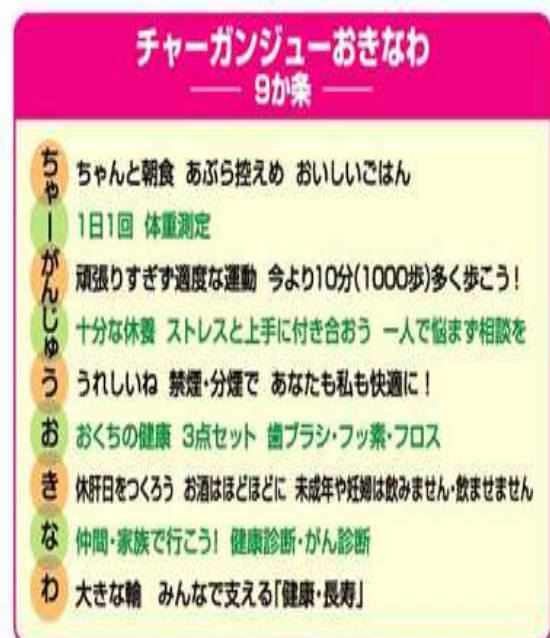 チャーガンジューおきなわ
9か条
ちゃ ちゃんと朝食 あぶら控えめ おいしいごはん
ー 1日1回 体重測定
がん 頑張りすぎず適度な運動 今より10分(1000歩)多く歩こう!
じゅ 十分な休養 ストレスと上手に付き合おう 一人で悩まず相談を
う うれしいね 禁煙・分煙で あなたも私も快適に!
お おくちの健康 3点セット 歯ブラシ・フッ素・フロス
き 休肝日をつくろう お酒はほどほどに 未成年や妊婦は飲みません・飲ませません
な 仲間・家族で行こう! 健康診断・がん診断
わ 大きな輪 みんなで支える「健康・長寿」